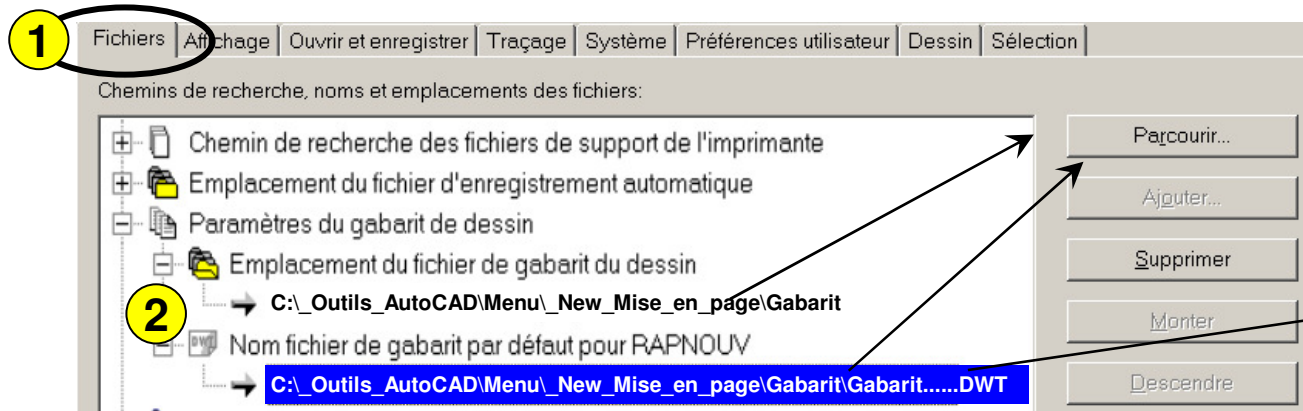 1
Fichiers Affichage Ouvrir et enregistrer Traçage Système Préférences utilisateur Dessin Sélection
Chemins de recherche, noms et emplacements des fichiers:
Chemin de recherche des fichiers de support de l'imprimante
Parcourir...
Emplacement du fichier d'enregistrement automatique
Ajouter...
Paramètres du gabarit de dessin
Emplacement du fichier de gabarit du dessin
Supprimer
C:\_Outils_AutoCAD\Menu\_New_Mise_en_page\Gabarit
2
Monter
Nom fichier de gabarit par défaut pour RAPNOUV
C:\_Outils_AutoCAD\Menu\_New_Mise_en_page\Gabarit\Gabarit......DWT
Descendre